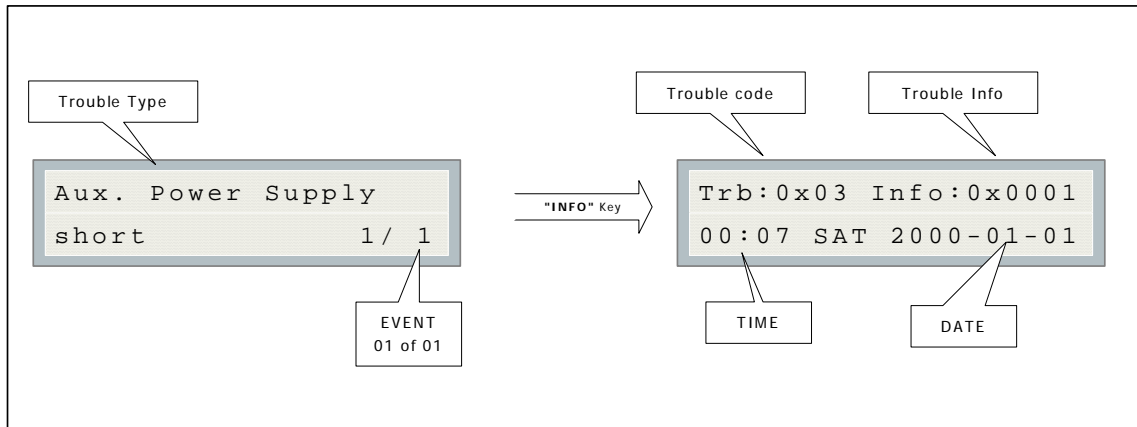 Trouble Type
Aux. Power Supply
short 1/ 1
EVENT
01 of 01
"INFO" Key
Trouble code
Trouble Info
Trb:0x03 Info:0x0001
00:07 SAT 2000-01-01
TIME
DATE